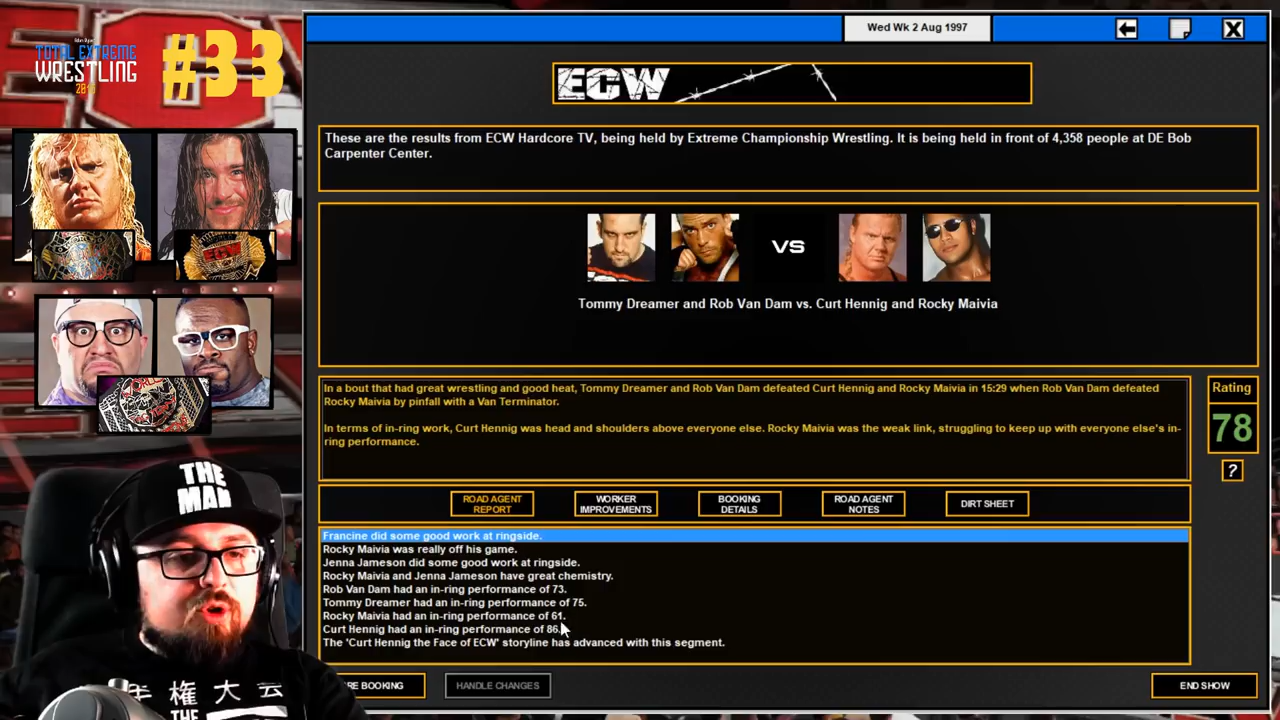 TOTAL EXTREME
WRESTLING
#33
Wed Wk 2 Aug 1997
ECW
These are the results from ECW Hardcore TV, being held by Extreme Championship Wrestling. It is being held in front of 4,358 people at DE Bob
Carpenter Center.
VS
Tommy Dreamer and Rob Van Dam vs. Curt Hennig and Rocky Maivia
In a bout that had great wrestling and good heat, Tommy Dreamer and Rob Van Dam defeated Curt Hennig and Rocky Maivia in 15:29 when Rob Van Dam defeated
Rocky Maivia by pinfall with a Van Terminator.
In terms of in-ring work, Curt Hennig was head and shoulders above everyone else. Rocky Maivia was the weak link, struggling to keep up with everyone else's in-
ring performance.
Rating
78
?
ROAD AGENT
REPORT
WORKER
IMPROVEMENTS
BOOKING
DETAILS
ROAD AGENT
NOTES
DIRT SHEET
Francine did some good work at ringside.
Rocky Maivia was really off his game.
Jenna Jameson did some good work at ringside.
Rocky Maivia and Jenna Jameson have great chemistry.
Rob Van Dam had an in-ring performance of 73.
Tommy Dreamer had an in-ring performance of 75.
Rocky Maivia had an in-ring performance of 61.
Curt Hennig had an in-ring performance of 86.
The 'Curt Hennig the Face of ECW' storyline has advanced with this segment.
RE BOOKING
HANDLE CHANGES
END SHOW
ECW
THE
MAN
権大云
THE